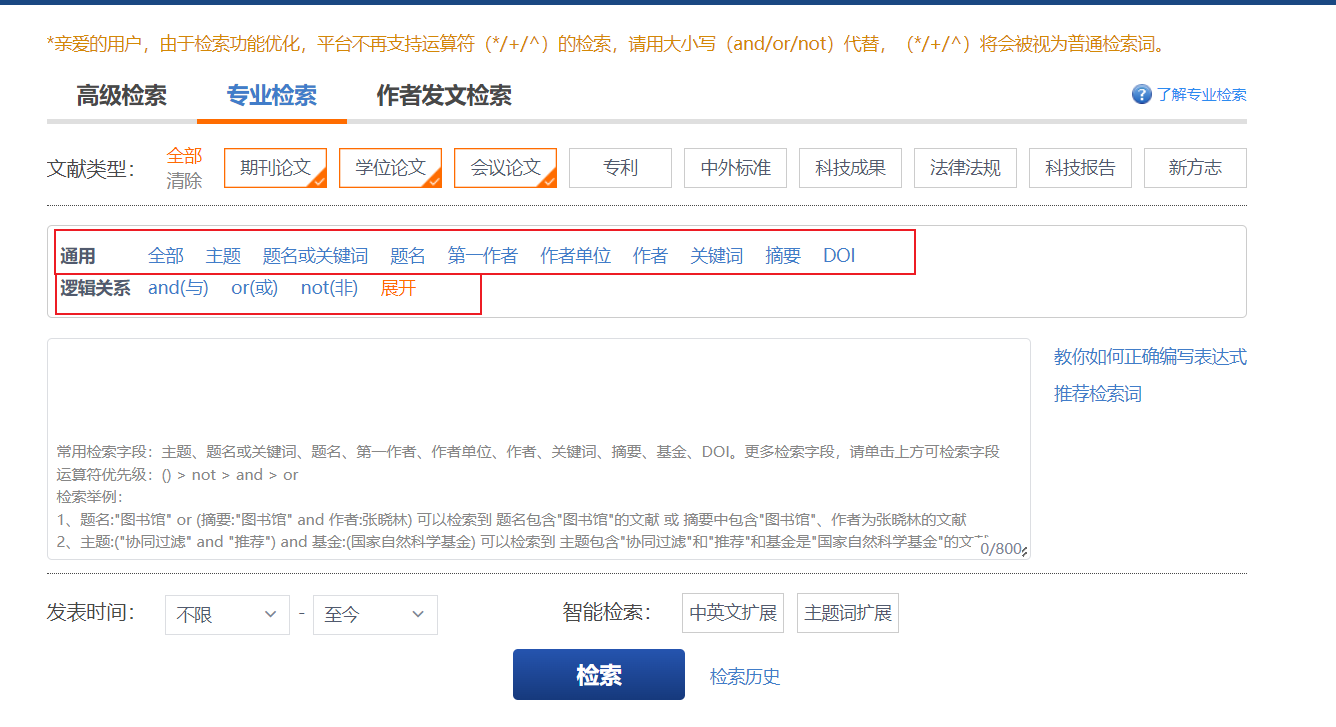 *亲爱的用户，由于检索功能优化，平台不再支持运算符（*/+/^）的检索，请用大小写（and/or/not）代替，（*/+/^）将会被视为普通检索词。
高级检索 专业检索 作者发文检索 ? 了解专业检索
文献类型： 全部 清除 期刊论文 学位论文 会议论文 专利 中外标准 科技成果 法律法规 科技报告 新方志
通用 全部 主题 题名或关键词 题名 第一作者 作者单位 作者 关键词 摘要 DOI
逻辑关系 and(与) or(或) not(非) 展开
教你如何正确编写表达式
推荐检索词
常用检索字段：主题、题名或关键词、题名、第一作者、作者单位、作者、关键词、摘要、基金、DOI。更多检索字段，请单击上方可检索字段
运算符优先级：() > not > and > or
检索举例：
1、题名:"图书馆" or (摘要:"图书馆" and 作者:张晓林) 可以检索到 题名包含"图书馆"的文献 或 摘要中包含"图书馆"、作者为张晓林的文献
2、主题:("协同过滤" and "推荐") and 基金:(国家自然科学基金) 可以检索到 主题包含"协同过滤"和"推荐"和基金是"国家自然科学基金"的文
0/800
发表时间： 不限 - 至今 智能检索： 中英文扩展 主题词扩展
检索 检索历史